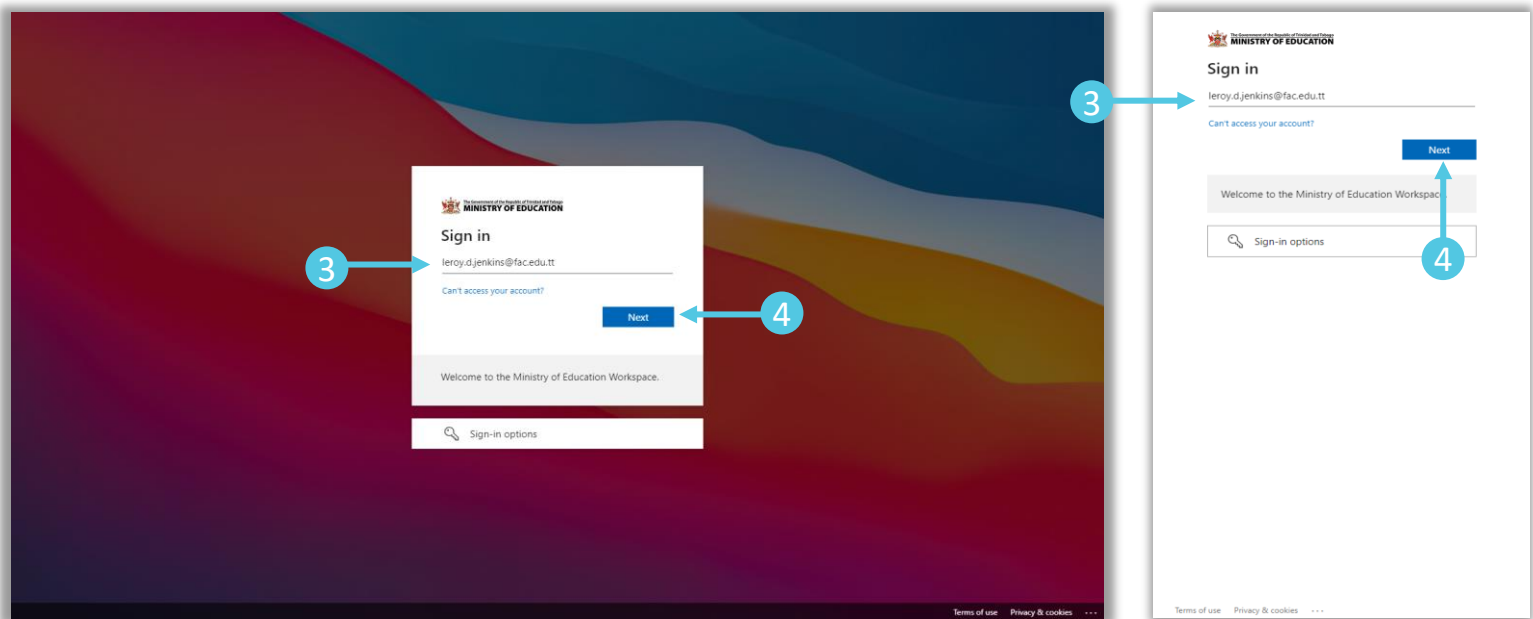 The Government of the Republic of Trinidad and Tobago
MINISTRY OF EDUCATION
Sign in
3
leroy.d.jenkins@fac.edu.tt
Can't access your account?
Next
4
Welcome to the Ministry of Education Workspace.
Sign-in options
Terms of use Privacy & cookies ...
The Government of the Republic of Trinidad and Tobago
MINISTRY OF EDUCATION
Sign in
3
leroy.d.jenkins@fac.edu.tt
Can't access your account?
Next
Welcome to the Ministry of Education Workspace.
Sign-in options
4
Terms of use Privacy & cookies ...